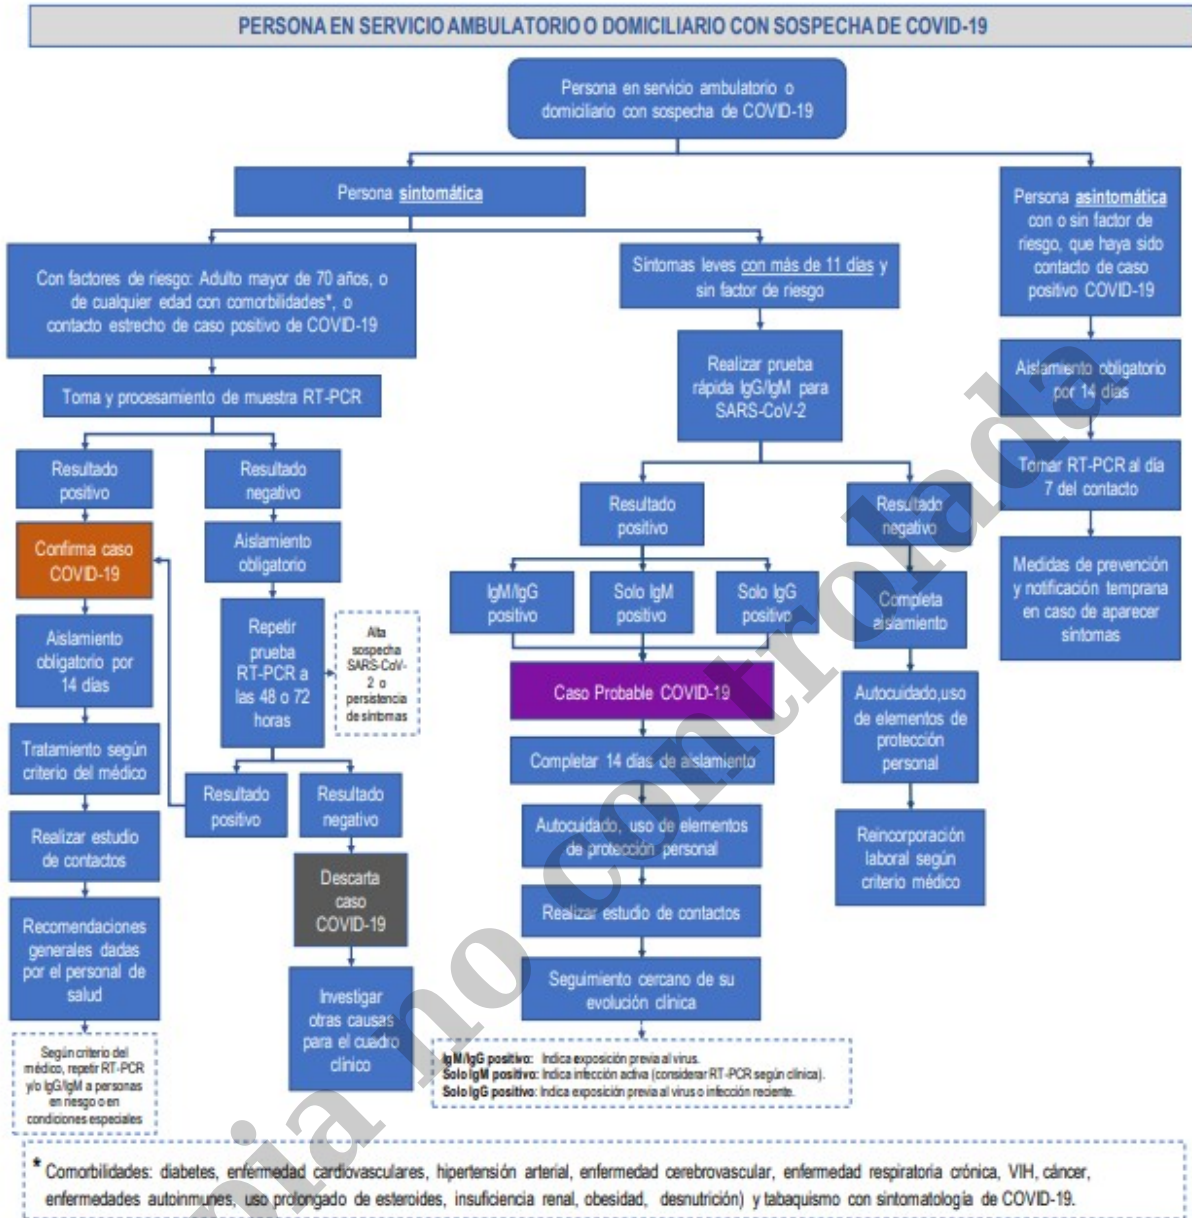 PERSONA EN SERVICIO AMBULATORIO O DOMICILIARIO CON SOSPECHA DE COVID-19
Persona en servicio ambulatorio o
domiciliario con sospecha de COVID-19
Persona sintomática
Con factores de riesgo: Adulto mayor de 70 años, o
de cualquier edad con comorbilidades*, o
contacto estrecho de caso positivo de COVID-19
Toma y procesamiento de muestra RT-PCR
Resultado
positivo
Confirma caso
COVID-19
Aislamiento
obligatorio por
14 días
Tratamiento según
criterio del médico
Realizar estudio
de contactos
Recomendaciones
generales dadas
por el personal de
salud
Según criterio del
médico, repetir RT-PCR
y/o IgG/IgM a personas
en riesgo o en
condiciones especiales
Resultado
negativo
Aislamiento
obligatorio
Repetir
prueba
RT-PCR a
las 48 o 72
horas
Alta
sospecha
SARS-CoV-
2 o
persistencia
de síntomas
Resultado
positivo
Resultado
negativo
Descarta
caso
COVID-19
Investigar
otras causas
para el cuadro
clínico
Síntomas leves con más de 11 días y
sin factor de riesgo
Realizar prueba
rápida IgG/IgM para
SARS-CoV-2
Resultado
positivo
IgM/IgG
positivo
Solo IgM
positivo
Solo IgG
positivo
Caso Probable COVID-19
Completar 14 días de aislamiento
Autocuidado, uso de elementos
de protección personal
Realizar estudio de contactos
Seguimiento cercano de su
evolución clínica
IgM/IgG positivo: Indica exposición previa al virus.
Solo IgM positivo: Indica infección activa (considerar RT-PCR según clínica).
Solo IgG positivo: Indica exposición previa al virus o infección reciente.
Resultado
negativo
Completa
aislamiento
Autocuidado,uso
de elementos de
protección
personal
Reincorporación
laboral según
criterio médico
Persona asintomática
con o sin factor de
riesgo, que haya sido
contacto de caso
positivo COVID-19
Aislamiento obligatorio
por 14 días
Tomar RT-PCR al día
7 del contacto
Medidas de prevención
y notificación temprana
en caso de aparecer
síntomas
* Comorbilidades: diabetes, enfermedad cardiovasculares, hipertensión arterial, enfermedad cerebrovascular, enfermedad respiratoria crónica, VIH, cáncer,
enfermedades autoinmunes, uso prolongado de esteroides, insuficiencia renal, obesidad, desnutrición) y tabaquismo con sintomatología de COVID-19.
no controlada